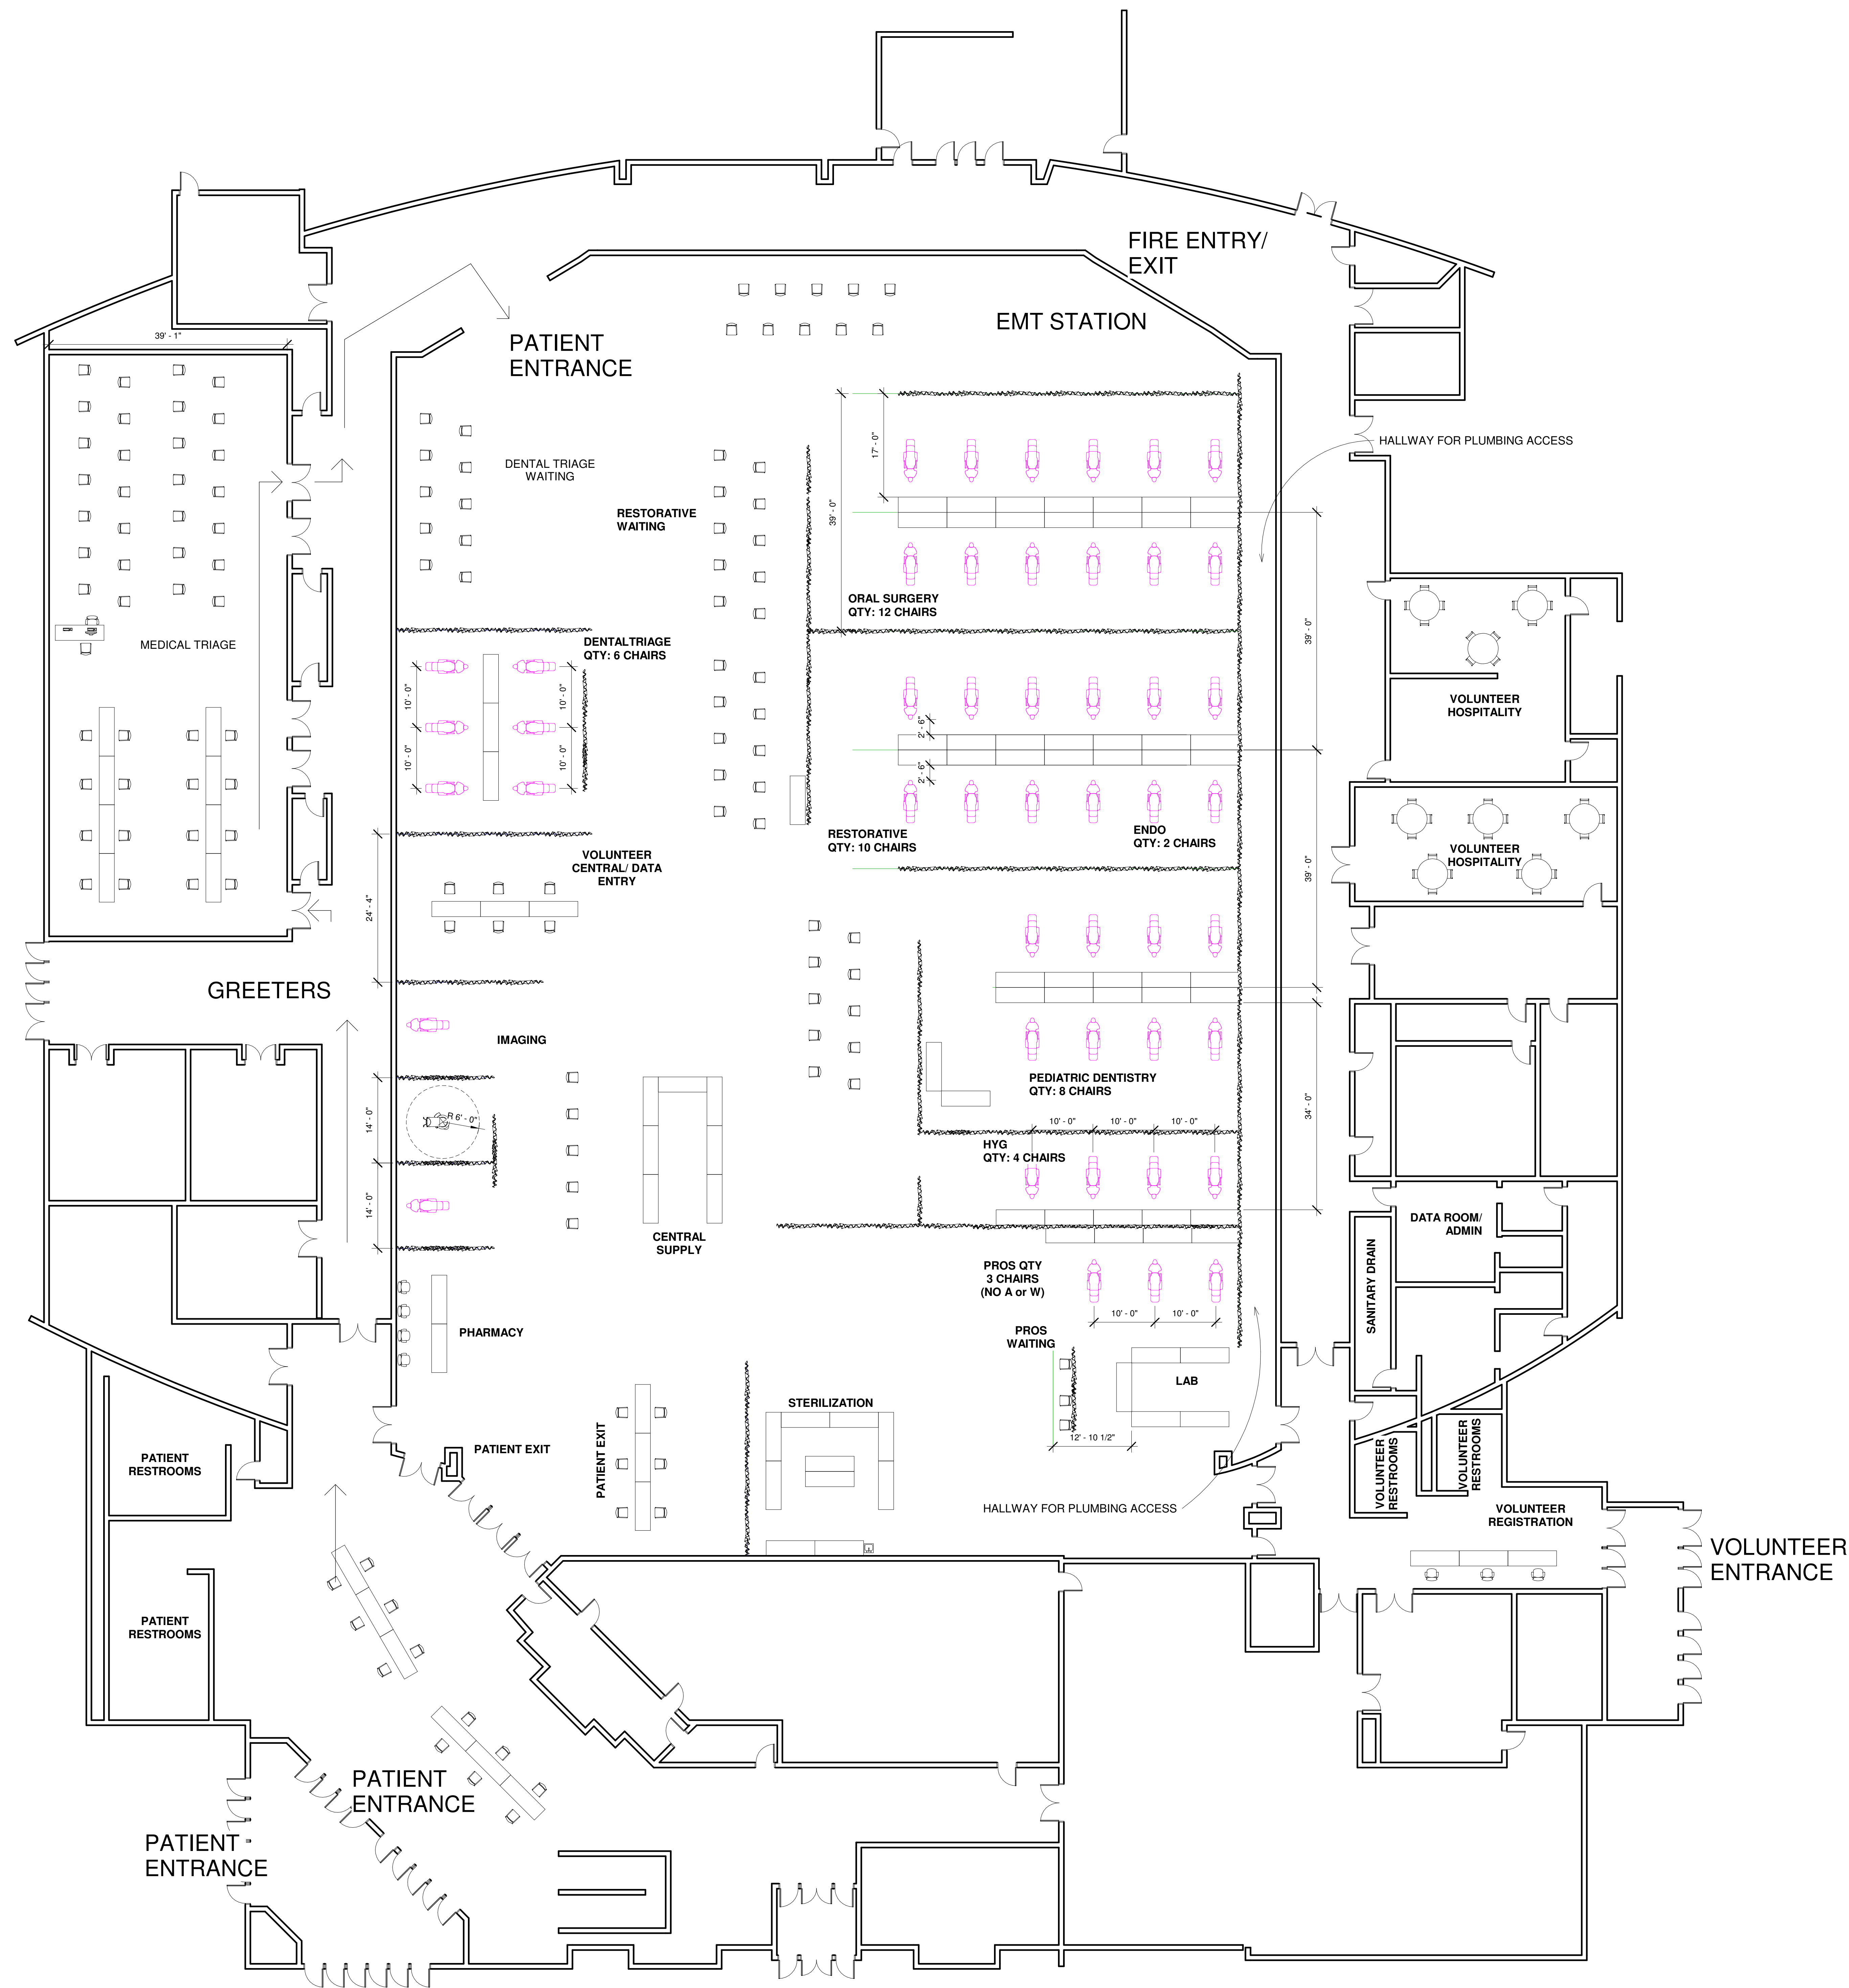 FIRE ENTRY/
EXIT
EMT STATION
PATIENT
ENTRANCE
39' - 1"
HALLWAY FOR PLUMBING ACCESS
17' - 0"
39' - 0"
DENTAL TRIAGE
WAITING
RESTORATIVE
WAITING
ORAL SURGERY
QTY: 12 CHAIRS
39' - 0"
MEDICAL TRIAGE
DENTALTRIAGE
QTY: 6 CHAIRS
10' - 0"
10' - 0"
10' - 0"
10' - 0"
2' - 6"
2' - 6"
VOLUNTEER
HOSPITALITY
RESTORATIVE
QTY: 10 CHAIRS
ENDO
QTY: 2 CHAIRS
VOLUNTEER
HOSPITALITY
VOLUNTEER
CENTRAL/ DATA
ENTRY
39' - 0"
24' - 4"
GREETERS
IMAGING
PEDIATRIC DENTISTRY
QTY: 8 CHAIRS
34' - 0"
14' - 0"
R 6' - 0"
10' - 0"
10' - 0"
10' - 0"
HYG
QTY: 4 CHAIRS
14' - 0"
CENTRAL
SUPPLY
DATA ROOM/
ADMIN
SANITARY DRAIN
PROS QTY
3 CHAIRS
(NO A or W)
10' - 0"
10' - 0"
PHARMACY
PROS
WAITING
LAB
STERILIZATION
12' - 10 1/2"
PATIENT EXIT
PATIENT EXIT
PATIENT
RESTROOMS
VOLUNTEER
RESTROOMS
VOLUNTEER
RESTROOMS
HALLWAY FOR PLUMBING ACCESS
VOLUNTEER
REGISTRATION
VOLUNTEER
ENTRANCE
PATIENT
RESTROOMS
PATIENT
ENTRANCE
PATIENT
ENTRANCE